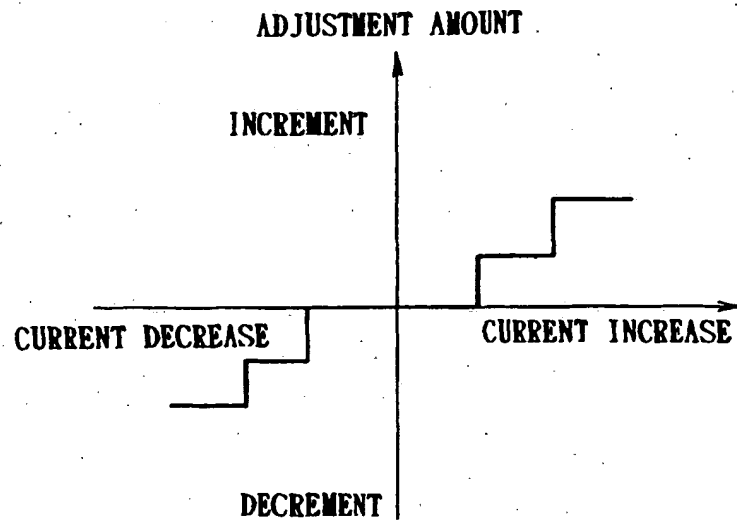 ADJUSTMENT AMOUNT
INCREMENT
CURRENT DECREASE
CURRENT INCREASE
DECREMENT